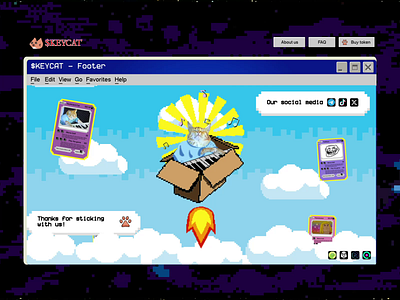 $KEYCAT
About us
FAQ
Buy token
$KEYCAT - Footer
File Edit View Go Favorites Help
Our social media
Thanks for sticking
with us!